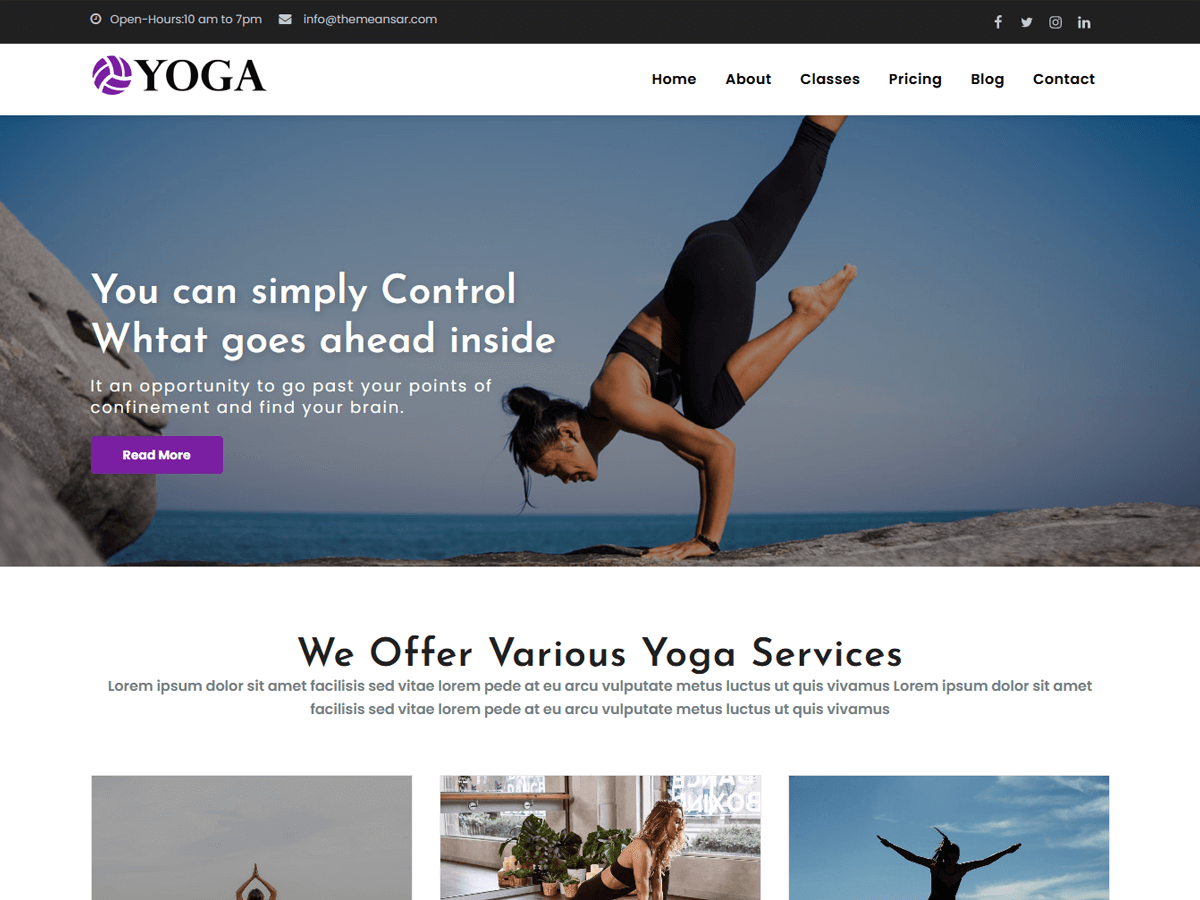 Open-Hours:10 am to 7pm info@themeansar.com
YOGA
Home About Classes Pricing Blog Contact
You can simply Control
Whtat goes ahead inside
It an opportunity to go past your points of
confinement and find your brain.
Read More
We Offer Various Yoga Services
Lorem ipsum dolor sit amet facilisis sed vitae lorem pede at eu arcu vulputate metus luctus ut quis vivamus Lorem ipsum dolor sit amet
facilisis sed vitae lorem pede at eu arcu vulputate metus luctus ut quis vivamus
DANCE
BOXING